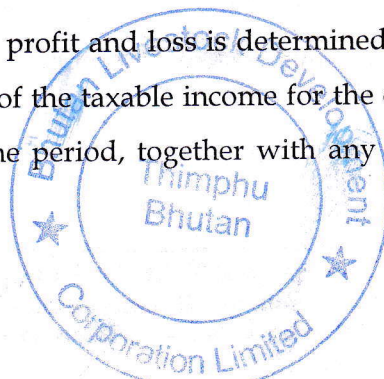 profit and loss is determined
of the taxable income for the
ne period, together with any
Bhutan Livestock Development
Thimphu
Bhutan
Corporation Limited